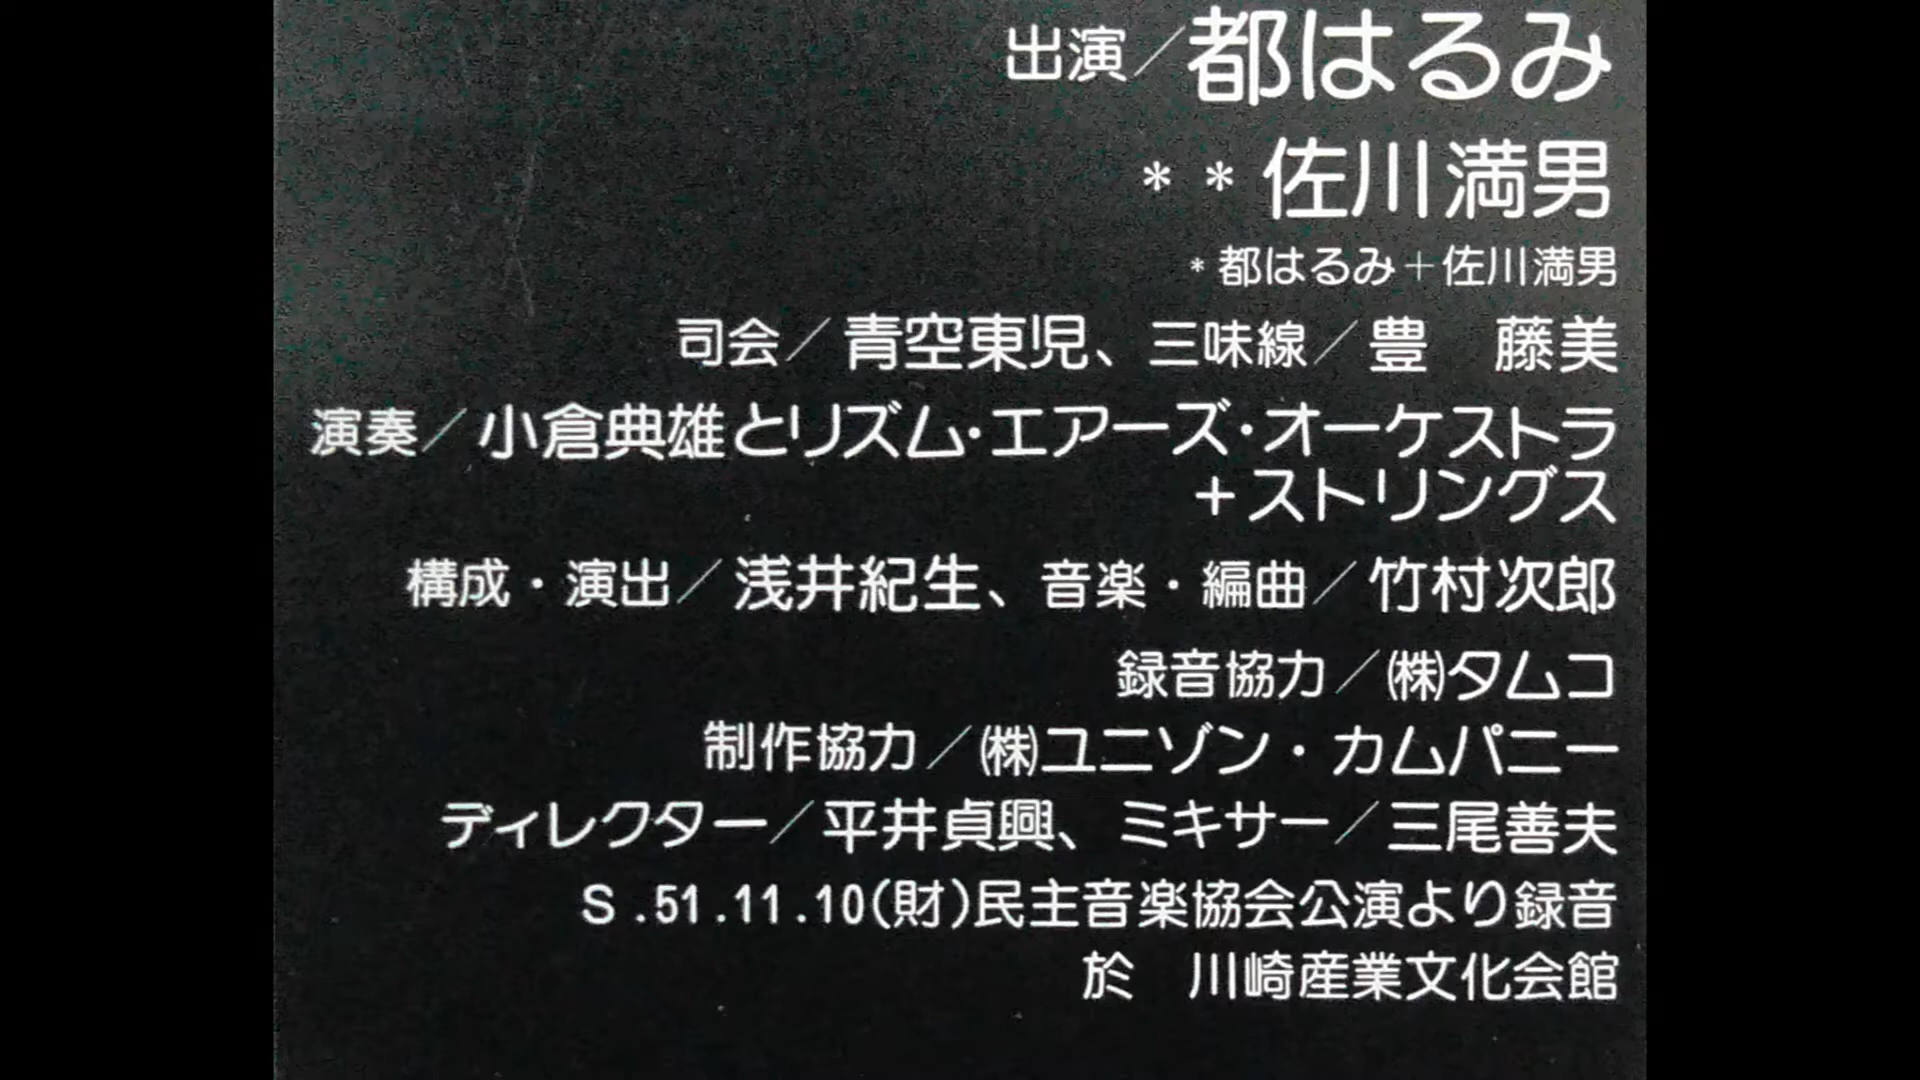 出演／都はるみ
＊＊佐川満男
＊都はるみ＋佐川満男
司会／青空東児、三味線／豊　藤美
演奏／小倉典雄とリズム・エアーズ・オーケストラ
＋ストリングス
構成・演出／浅井紀生、音楽・編曲／竹村次郎
録音協力／㈱タムコ
制作協力／㈱ユニゾン・カムパニー
ディレクター／平井貞興、ミキサー／三尾善夫
S.51.11.10(財)民主音楽協会公演より録音
於　川崎産業文化会館